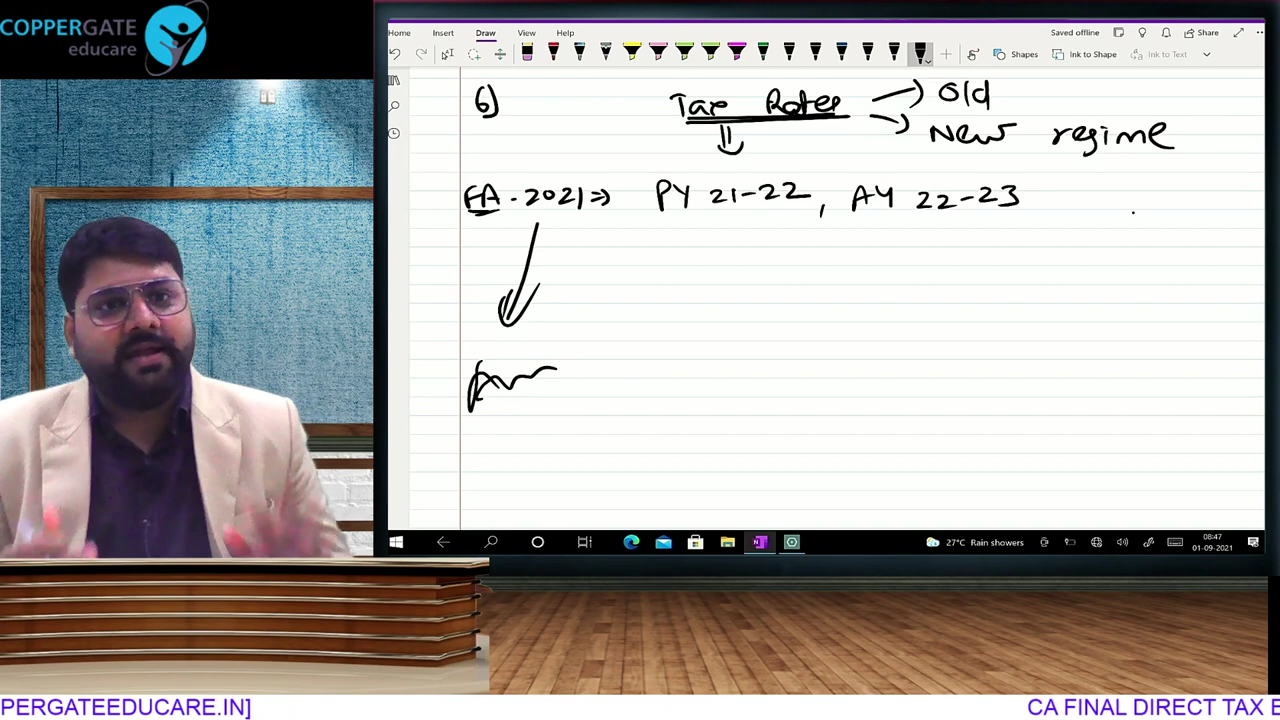 COPPERGATE
educare
Home Insert Draw View Help
Saved offline
Share
Shapes
Ink to Shape
Ink to Text
6) Tax Rates → Old
→ New regime
FA. 2021 ⇒ PY 21-22, AY 22-23
27°C Rain showers
08:47
01-09-2021
PERGATEEDUCARE.IN]
CA FINAL DIRECT TAX E